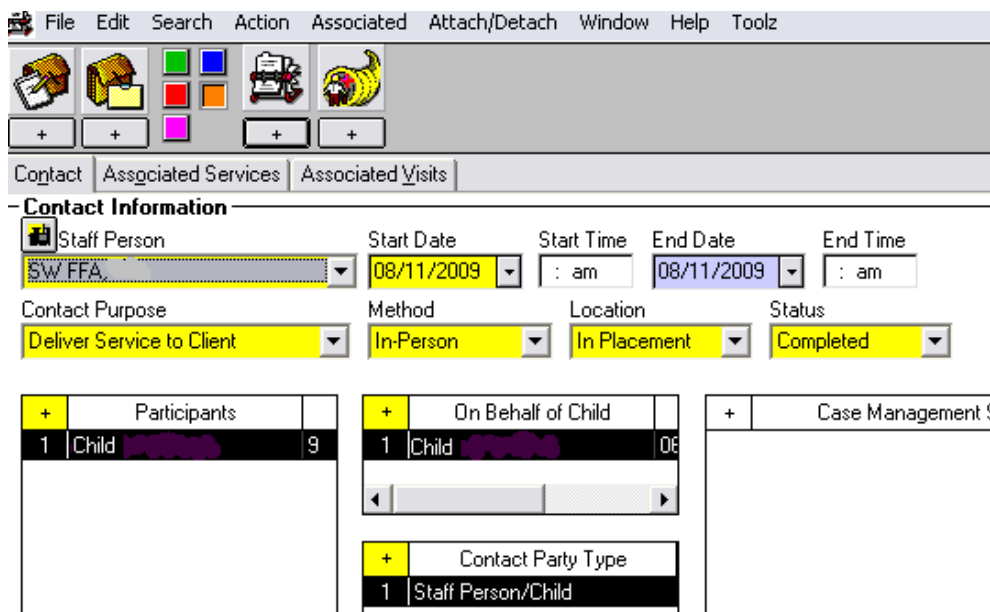 File Edit Search Action Associated Attach/Detach Window Help Toolz
+ + + +
Contact Associated Services Associated Visits
Contact Information
Staff Person Start Date Start Time End Date End Time
SW FFA, 08/11/2009 : am 08/11/2009 : am
Contact Purpose Method Location Status
Deliver Service to Client In-Person In Placement Completed
+ Participants + On Behalf of Child + Case Management S
1 Child 9 1 Child 06
+ Contact Party Type
1 Staff Person/Child